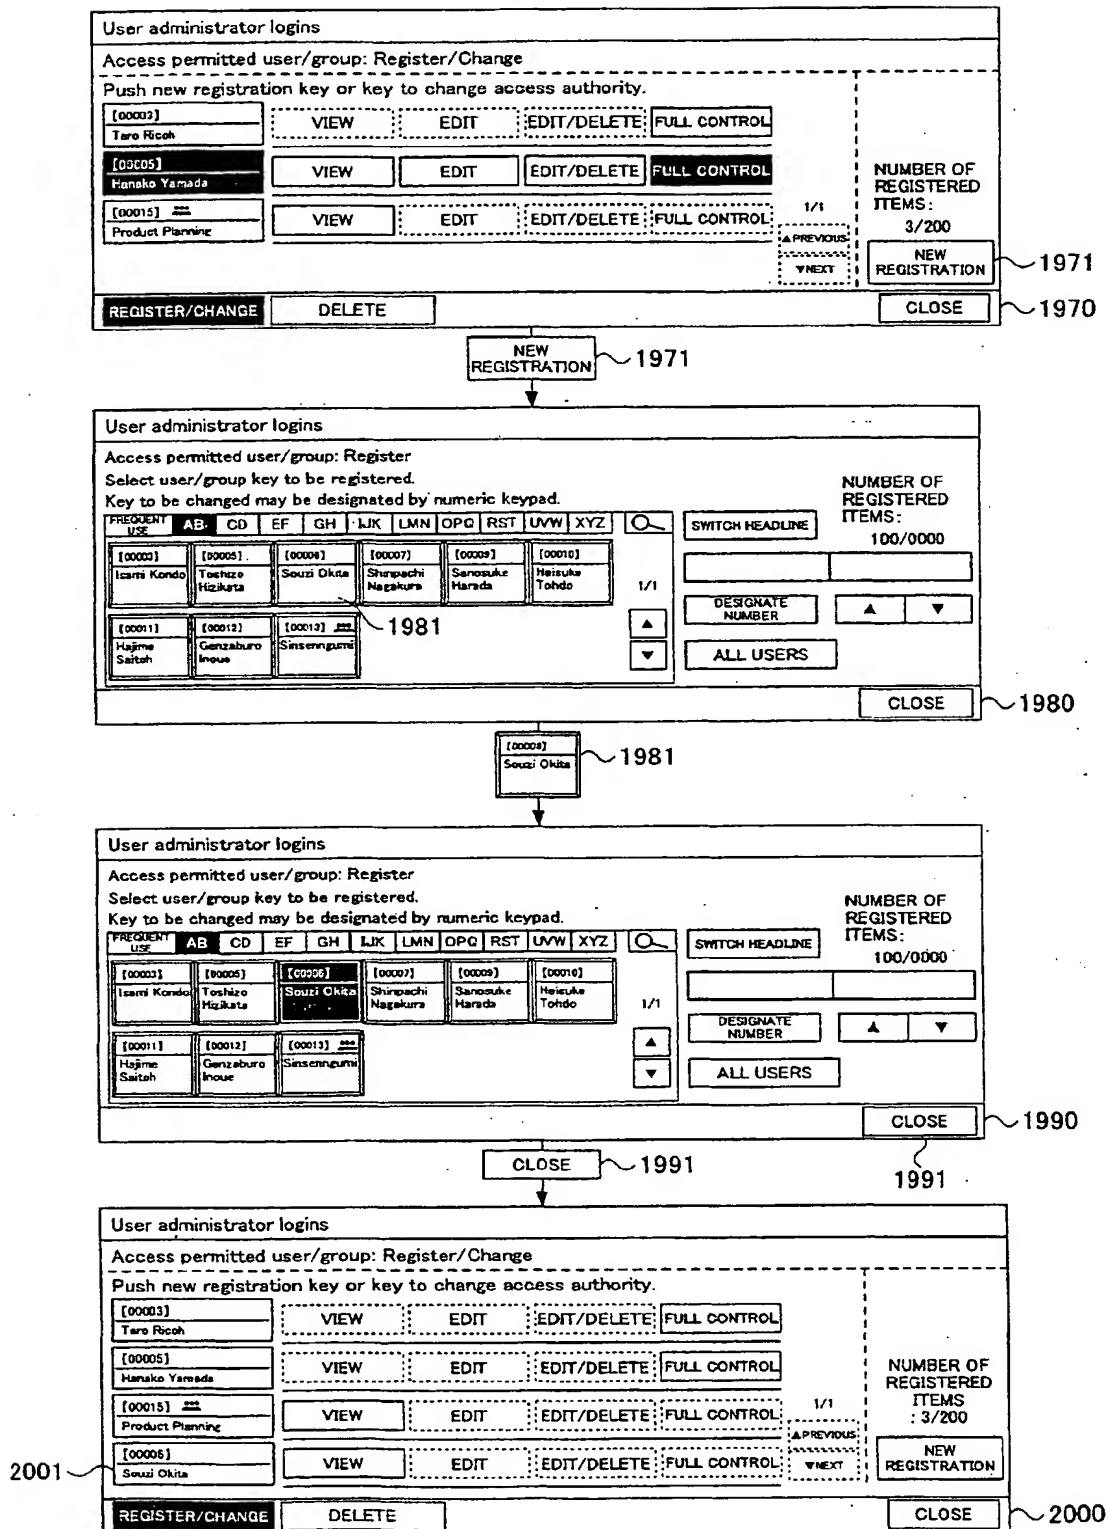 User administrator logins
Access permitted user/group: Register/Change
Push new registration key or key to change access authority.
[00003]
Taro Ricoh
VIEW EDIT EDIT/DELETE FULL CONTROL
[00005]
Hanako Yamada
VIEW EDIT EDIT/DELETE FULL CONTROL
[00015]
Product Planning
VIEW EDIT EDIT/DELETE FULL CONTROL
1/1
▲PREVIOUS
▼NEXT
NUMBER OF
REGISTERED
ITEMS:
3/200
NEW
REGISTRATION
1971
REGISTER/CHANGE DELETE CLOSE
1970
NEW
REGISTRATION
1971
User administrator logins
Access permitted user/group: Register
Select user/group key to be registered.
Key to be changed may be designated by numeric keypad.
FREQUENT
USE
AB CD EF GH IJK LMN OPQ RST UVW XYZ
[00003] [00005] [00006] [00007] [00009] [00010]
Isami Kondo Toshizo Souzi Okita Shinpachi Sanosuke Heisuke
Hizikata Nagakura Harada Tohdo
1981
[00011] [00012] [00013]
Hajime Genzaburo Sinsenngumi
Saitoh Inoue
1/1
▲
▼
SWITCH HEADLINE
NUMBER OF
REGISTERED
ITEMS:
100/0000
DESIGNATE
NUMBER
▲ ▼
ALL USERS
CLOSE
1980
Souzi Okita
1981
User administrator logins
Access permitted user/group: Register
Select user/group key to be registered.
Key to be changed may be designated by numeric keypad.
FREQUENT
USE
AB CD EF GH IJK LMN OPQ RST UVW XYZ
[00003] [00005] [00006] [00007] [00009] [00010]
Isami Kondo Toshizo Souzi Okita Shinpachi Sanosuke Heisuke
Hizikata Nagakura Harada Tohdo
[00011] [00012] [00013]
Hajime Genzaburo Sinsenngumi
Saitoh Inoue
1/1
▲
▼
SWITCH HEADLINE
NUMBER OF
REGISTERED
ITEMS:
100/0000
DESIGNATE
NUMBER
▲ ▼
ALL USERS
CLOSE
1990
1991
CLOSE
1991
User administrator logins
Access permitted user/group: Register/Change
Push new registration key or key to change access authority.
[00003]
Taro Ricoh
VIEW EDIT EDIT/DELETE FULL CONTROL
[00005]
Hanako Yamada
VIEW EDIT EDIT/DELETE FULL CONTROL
[00015]
Product Planning
VIEW EDIT EDIT/DELETE FULL CONTROL
[00006]
Souzi Okita
VIEW EDIT EDIT/DELETE FULL CONTROL
2001
1/1
▲PREVIOUS
▼NEXT
NUMBER OF
REGISTERED
ITEMS
: 3/200
NEW
REGISTRATION
REGISTER/CHANGE DELETE CLOSE
2000